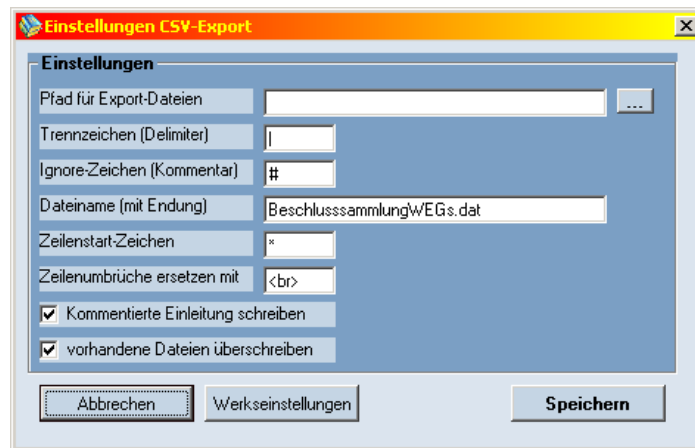 Einstellungen CSV-Export
Einstellungen
Pfad für Export-Dateien
...
Trennzeichen (Delimiter) |
Ignore-Zeichen (Kommentar) #
Dateiname (mit Endung) BeschlusssammlungWEGs.dat
Zeilenstart-Zeichen *
Zeilenumbrüche ersetzen mit <br>
Kommentierte Einleitung schreiben
vorhandene Dateien überschreiben
Abbrechen Werkseinstellungen Speichern